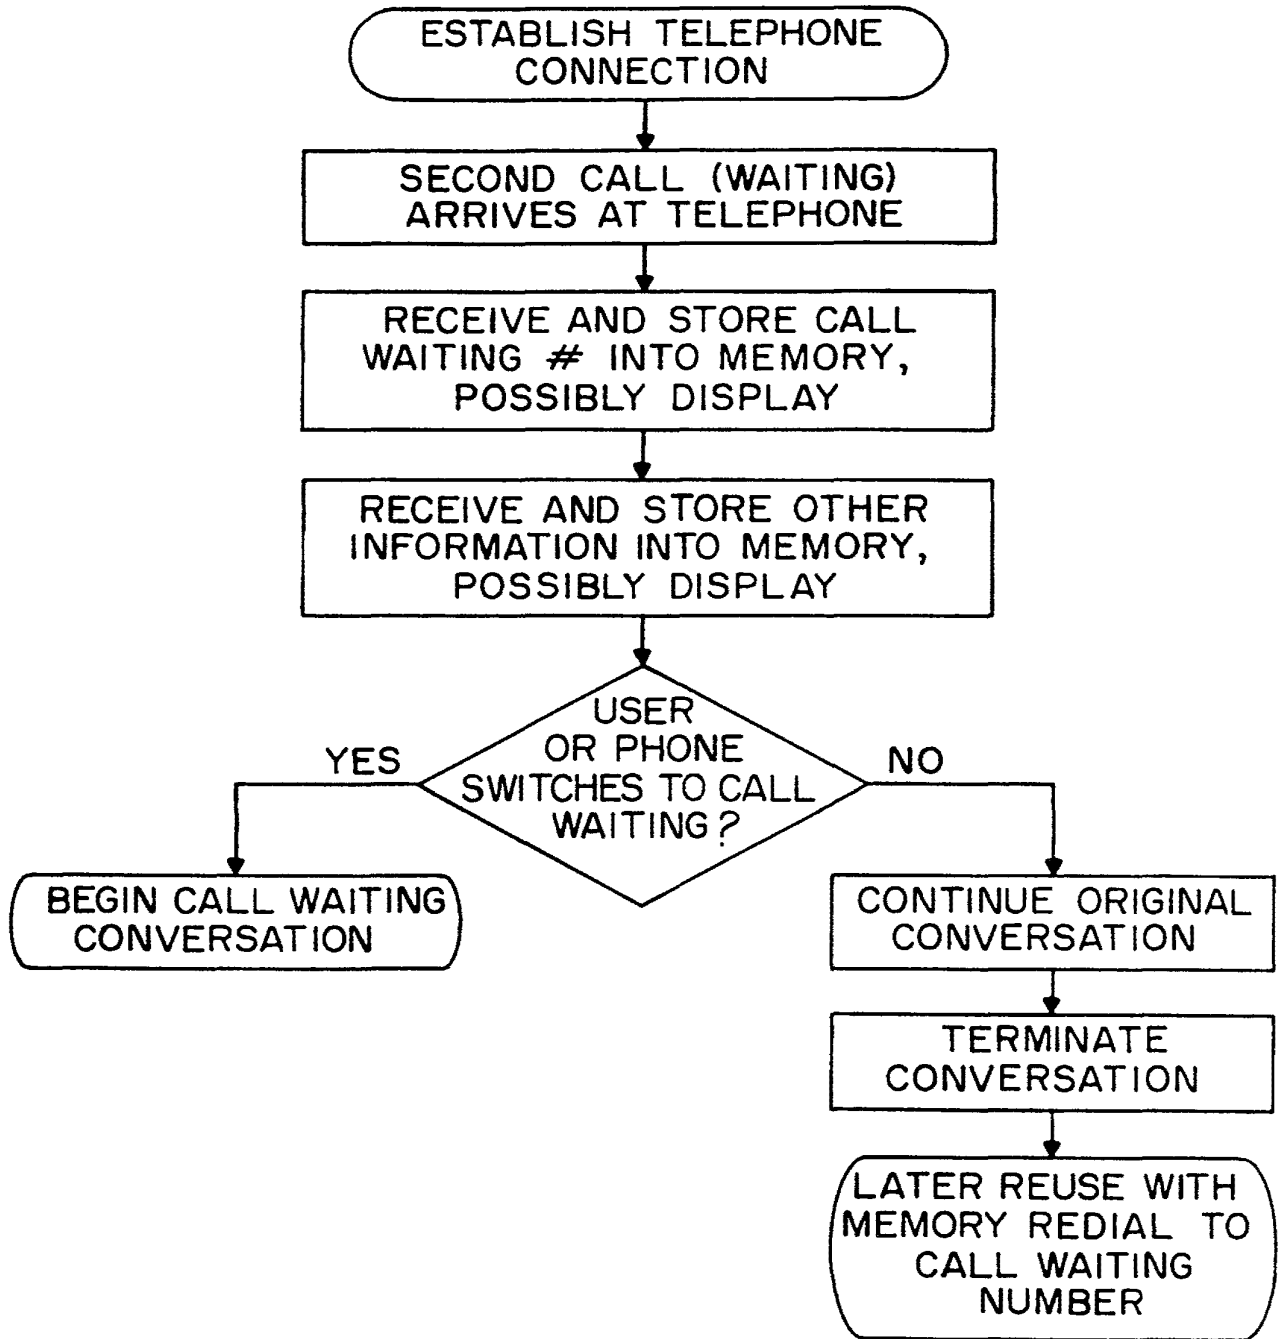 ESTABLISH TELEPHONE
CONNECTION
SECOND CALL (WAITING)
ARRIVES AT TELEPHONE
RECEIVE AND STORE CALL
WAITING # INTO MEMORY,
POSSIBLY DISPLAY
RECEIVE AND STORE OTHER
INFORMATION INTO MEMORY,
POSSIBLY DISPLAY
USER
OR PHONE
SWITCHES TO CALL
WAITING?
YES
NO
BEGIN CALL WAITING
CONVERSATION
CONTINUE ORIGINAL
CONVERSATION
TERMINATE
CONVERSATION
LATER REUSE WITH
MEMORY REDIAL TO
CALL WAITING
NUMBER